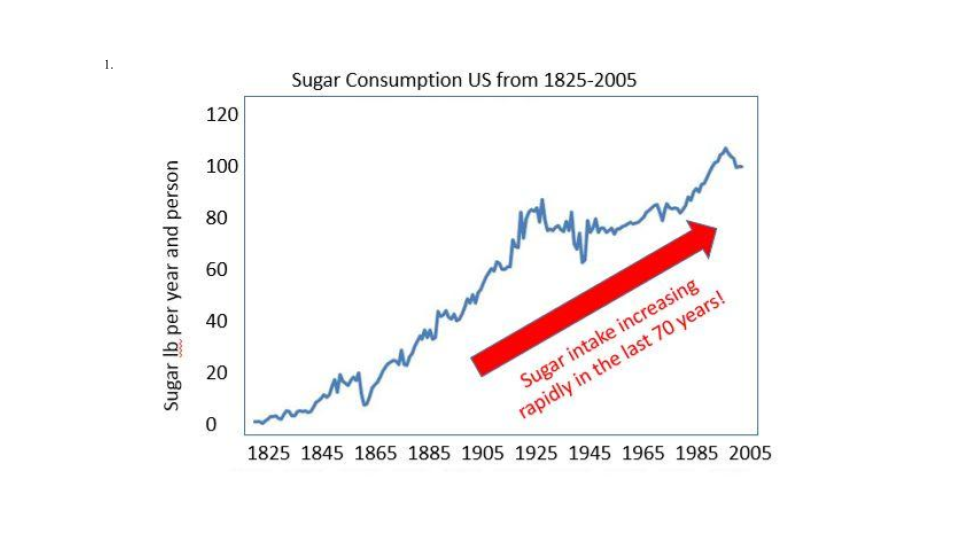 1.
Sugar Consumption US from 1825-2005
Sugar lb per year and person
120
100
80
60
40
20
0
Sugar intake increasing
rapidly in the last 70 years!
1825 1845 1865 1885 1905 1925 1945 1965 1985 2005